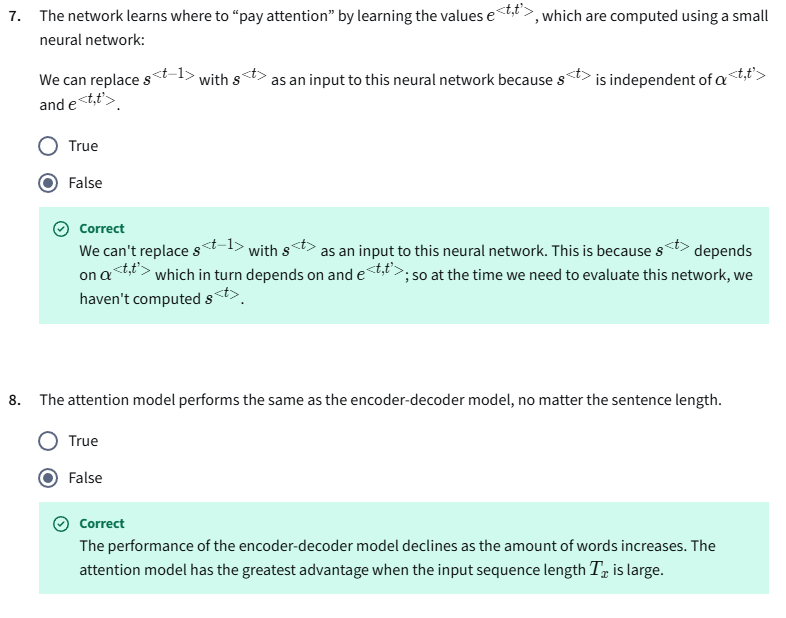 7. The network learns where to “pay attention” by learning the values e^{<t,t’>}, which are computed using a small
neural network:
We can replace s^{<t−1>} with s^{<t>} as an input to this neural network because s^{<t>} is independent of α^{<t,t’>}
and e^{<t,t’>}.
True
False
Correct
We can't replace s^{<t−1>} with s^{<t>} as an input to this neural network. This is because s^{<t>} depends
on α^{<t,t’>} which in turn depends on and e^{<t,t’>}; so at the time we need to evaluate this network, we
haven't computed s^{<t>}.
8. The attention model performs the same as the encoder-decoder model, no matter the sentence length.
True
False
Correct
The performance of the encoder-decoder model declines as the amount of words increases. The
attention model has the greatest advantage when the input sequence length T_x is large.